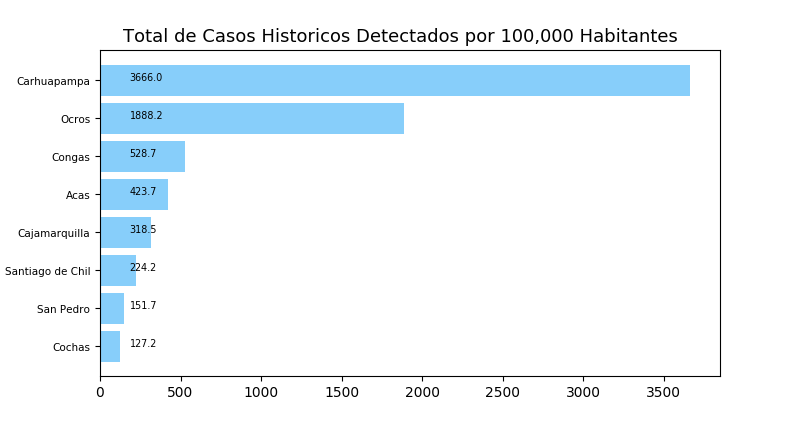 Total de Casos Historicos Detectados por 100,000 Habitantes
Carhuapampa 3666.0
Ocros 1888.2
Congas 528.7
Acas 423.7
Cajamarquilla 318.5
Santiago de Chil 224.2
San Pedro 151.7
Cochas 127.2
0 500 1000 1500 2000 2500 3000 3500